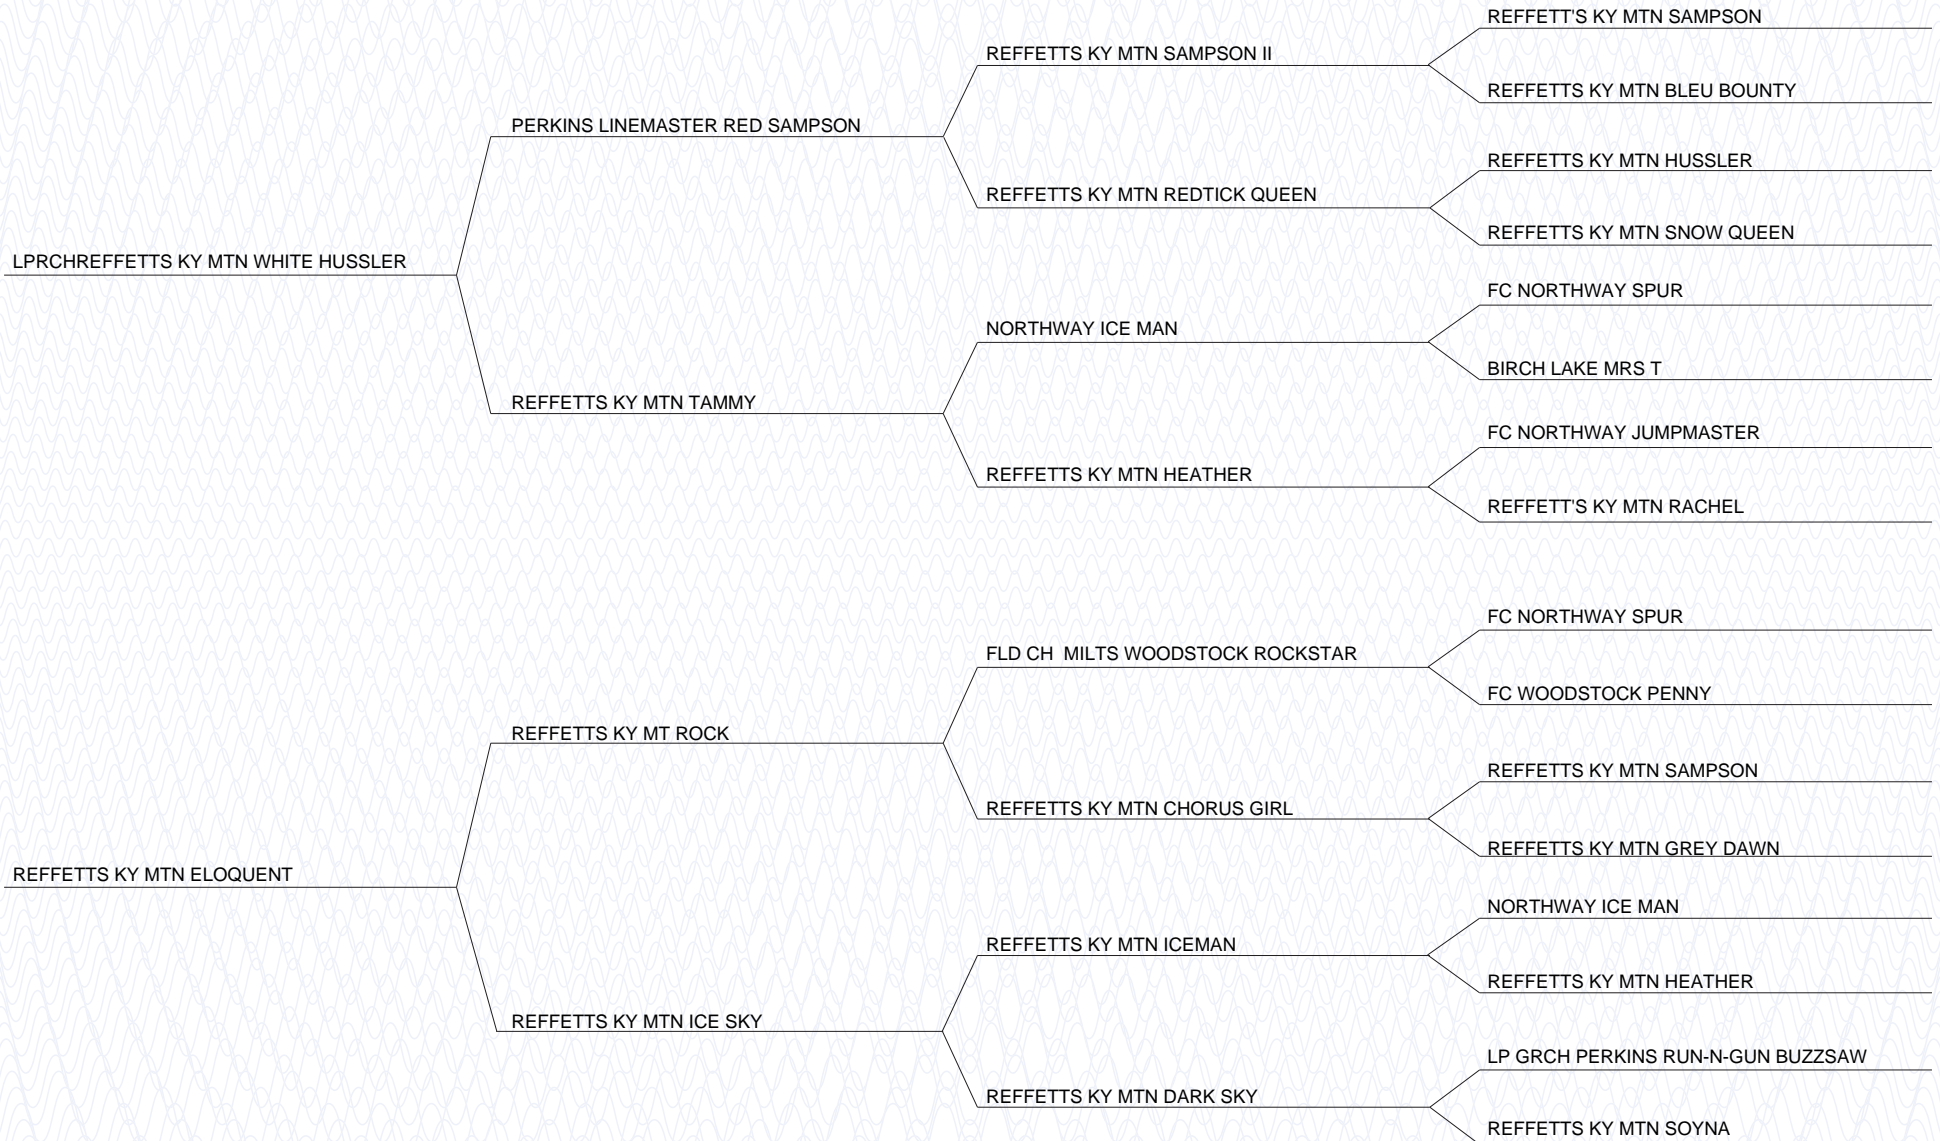 REFFETT'S KY MTN SAMPSON
REFFETTS KY MTN SAMPSON II
REFFETTS KY MTN BLEU BOUNTY
PERKINS LINEMASTER RED SAMPSON
REFFETTS KY MTN HUSSLER
REFFETTS KY MTN REDTICK QUEEN
REFFETTS KY MTN SNOW QUEEN
LPRCHREFFETTS KY MTN WHITE HUSSLER
FC NORTHWAY SPUR
NORTHWAY ICE MAN
BIRCH LAKE MRS T
REFFETTS KY MTN TAMMY
FC NORTHWAY JUMPMASTER
REFFETTS KY MTN HEATHER
REFFETT'S KY MTN RACHEL
FC NORTHWAY SPUR
FLD CH  MILTS WOODSTOCK ROCKSTAR
FC WOODSTOCK PENNY
REFFETTS KY MT ROCK
REFFETTS KY MTN SAMPSON
REFFETTS KY MTN CHORUS GIRL
REFFETTS KY MTN GREY DAWN
REFFETTS KY MTN ELOQUENT
NORTHWAY ICE MAN
REFFETTS KY MTN ICEMAN
REFFETTS KY MTN HEATHER
REFFETTS KY MTN ICE SKY
LP GRCH PERKINS RUN-N-GUN BUZZSAW
REFFETTS KY MTN DARK SKY
REFFETTS KY MTN SOYNA